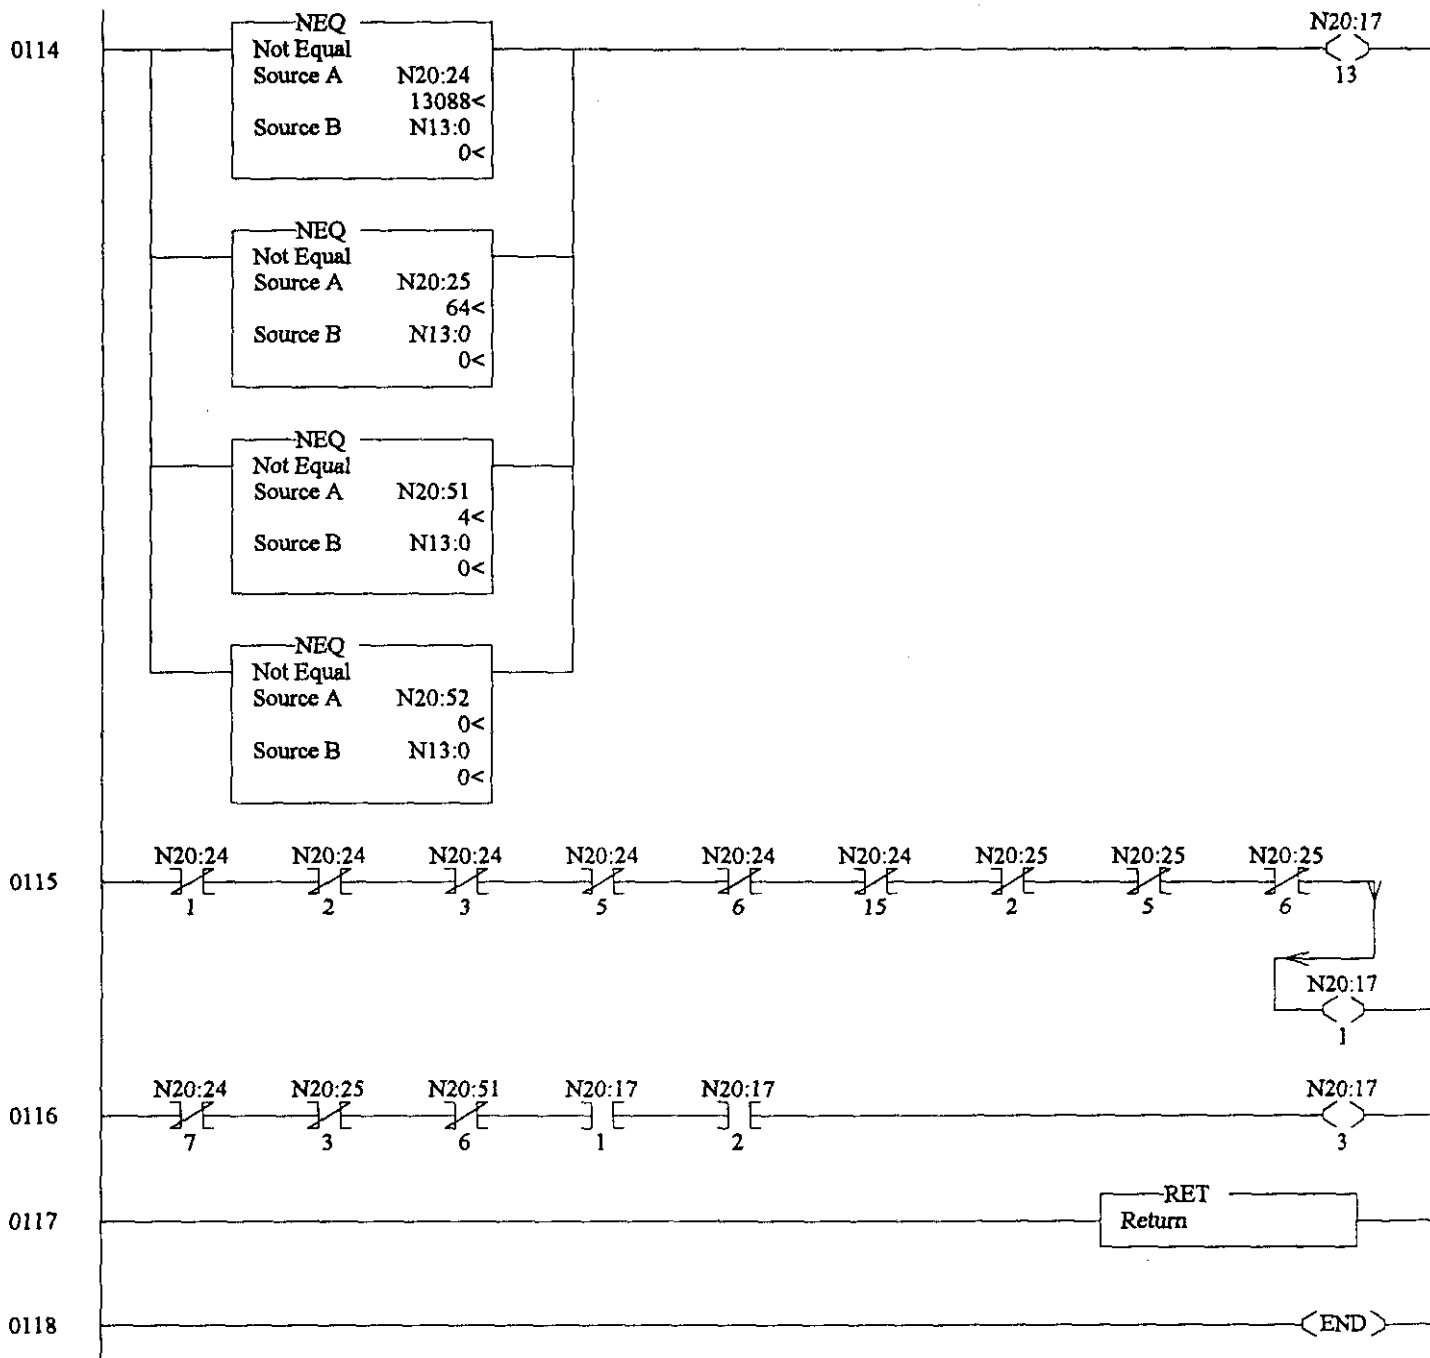 NEQ
N20:17
0114
Not Equal
Source A N20:24
13088<
13
Source B N13:0
0<
NEQ
Not Equal
Source A N20:25
64<
Source B N13:0
0<
NEQ
Not Equal
Source A N20:51
4<
Source B N13:0
0<
NEQ
Not Equal
Source A N20:52
0<
Source B N13:0
0<
N20:24 N20:24 N20:24 N20:24 N20:24 N20:24 N20:25 N20:25 N20:25
0115
1 2 3 5 6 15 2 5 6
N20:17
1
N20:24 N20:25 N20:51 N20:17 N20:17 N20:17
0116
7 3 6 1 2 3
RET
0117 Return
0118 END